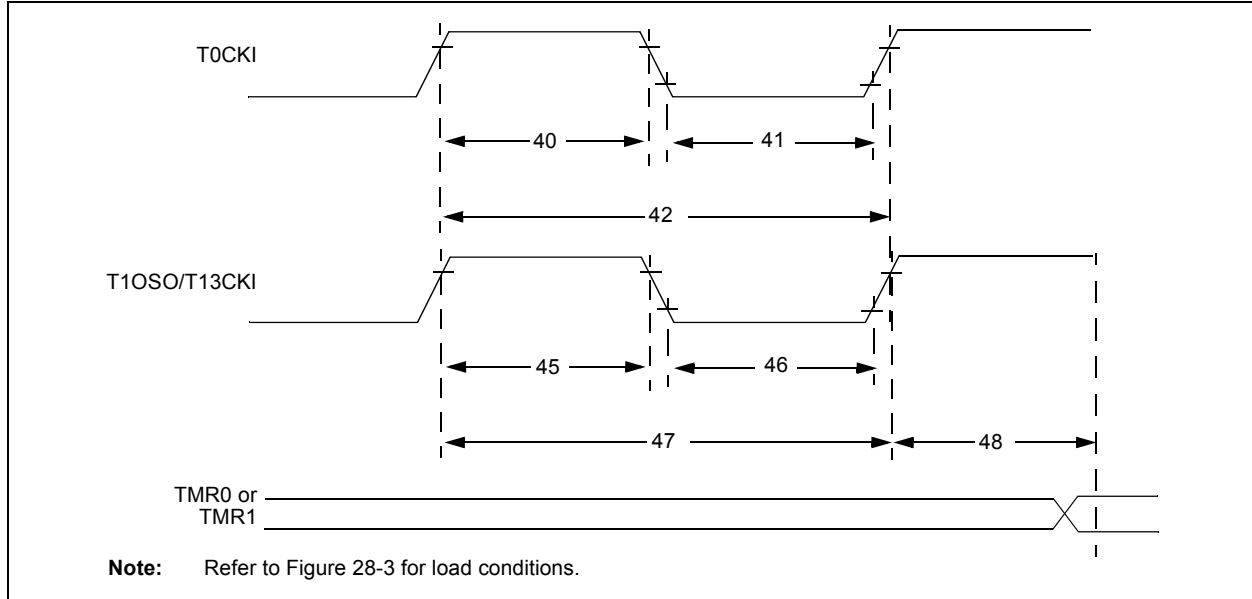 T0CKI
40
41
42
T1OSO/T13CKI
45
46
47
48
TMR0 or
TMR1
Note: Refer to Figure 28-3 for load conditions.